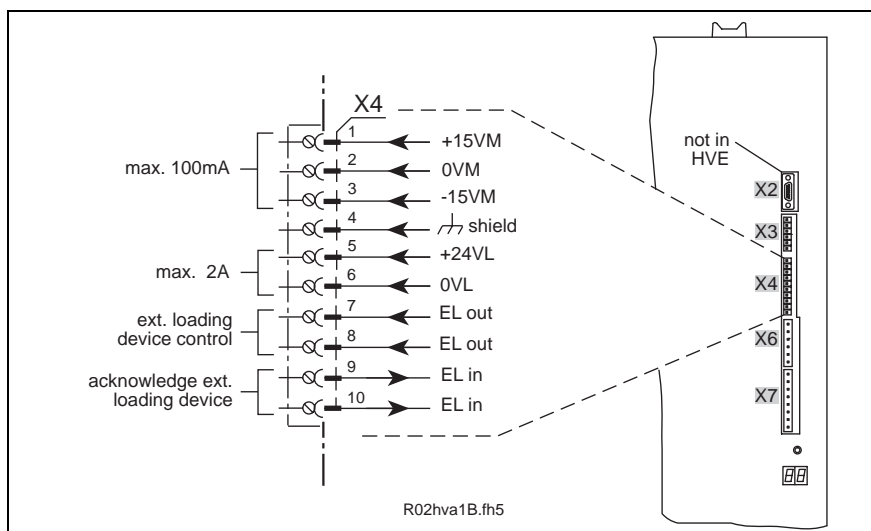 X4
max. 100mA
1 +15VM
2 0VM
3 -15VM
4 shield
max. 2A
5 +24VL
6 0VL
ext. loading
device control
7 EL out
8 EL out
acknowledge ext.
loading device
9 EL in
10 EL in
not in
HVE
X2
X3
X4
X6
X7
R02hva1B.fh5